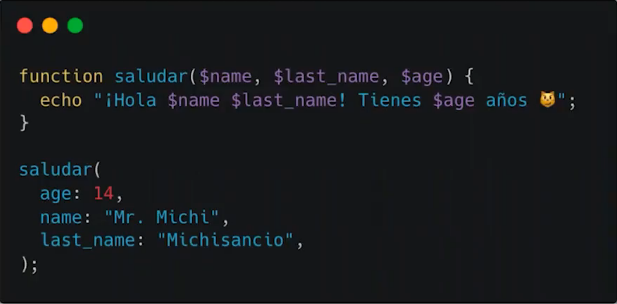 function saludar($name, $last_name, $age) {
  echo "¡Hola $name $last_name! Tienes $age años 😺";
}

saludar(
  age: 14,
  name: "Mr. Michi",
  last_name: "Michisancio",
);